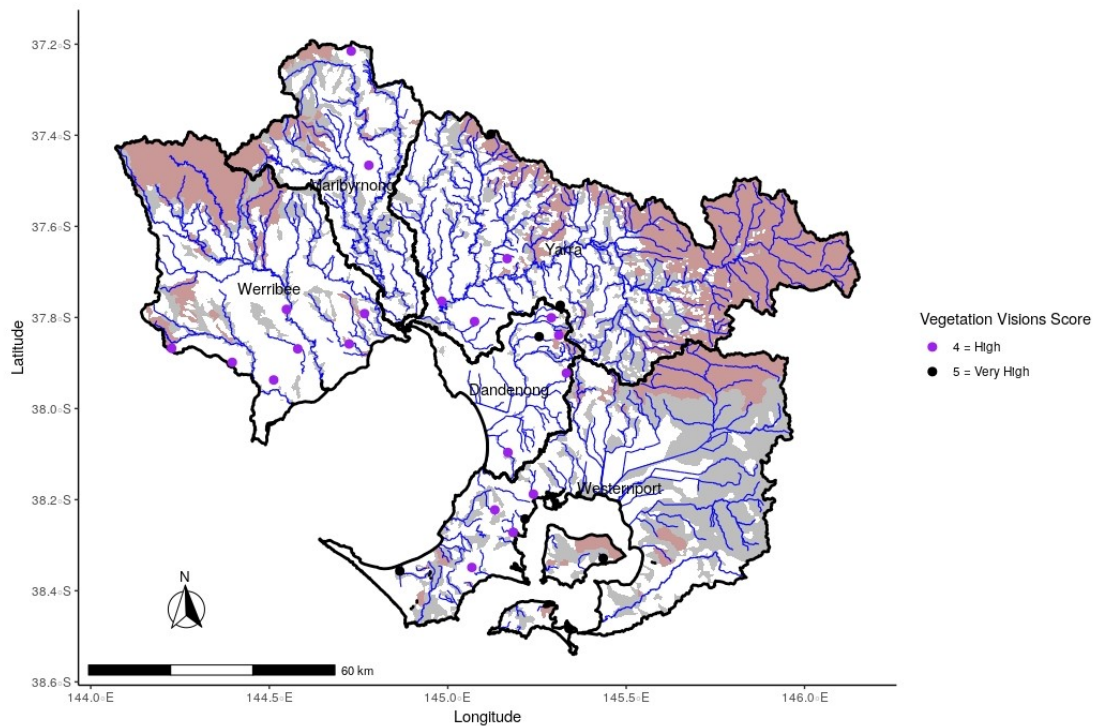 37.2°S
37.4°S
37.6°S
37.8°S
38.0°S
38.2°S
38.4°S
38.6°S
Latitude
Maribyrnong
Yarra
Werribee
Dandenong
Westernport
N
60 km
144.0°E
144.5°E
145.0°E
145.5°E
146.0°E
Longitude
Vegetation Visions Score
4 = HIgh
5 = Very HIgh